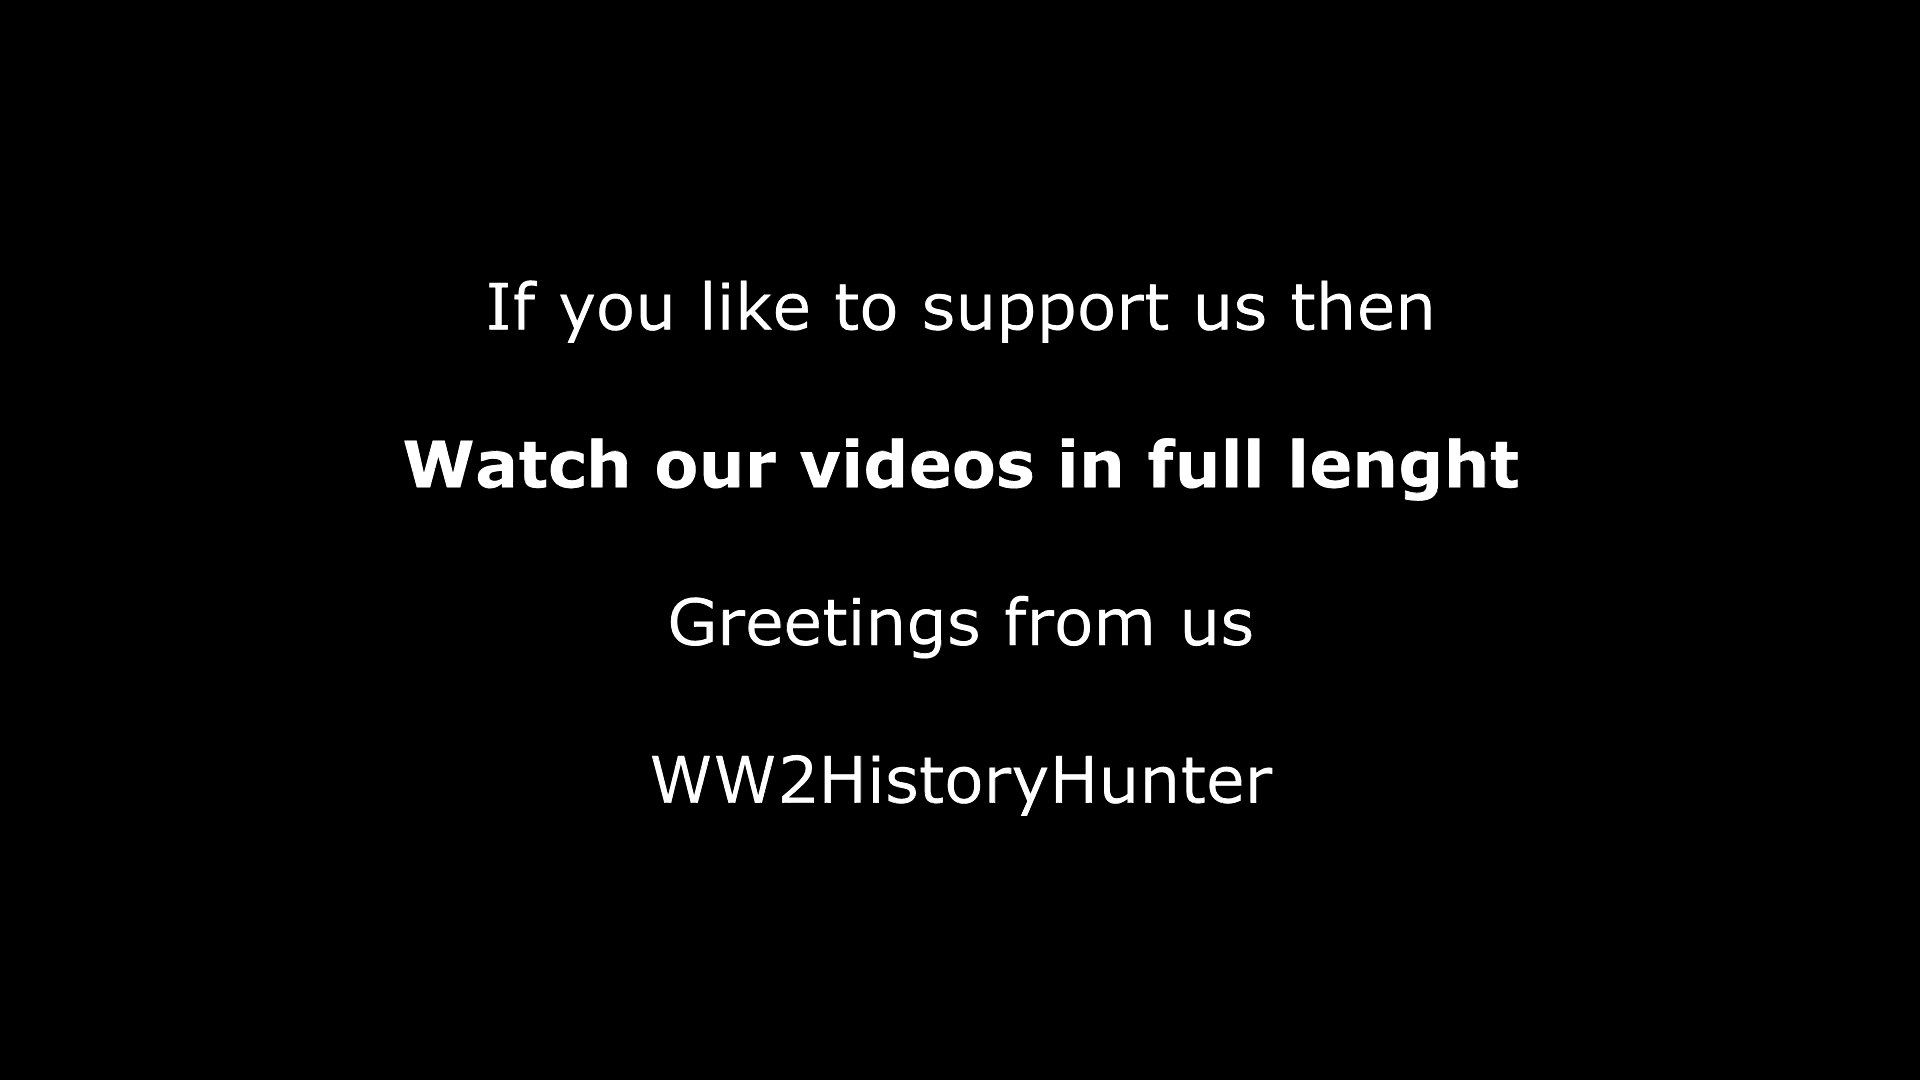 If you like to support us then
Watch our videos in full lenght
Greetings from us
WW2HistoryHunter